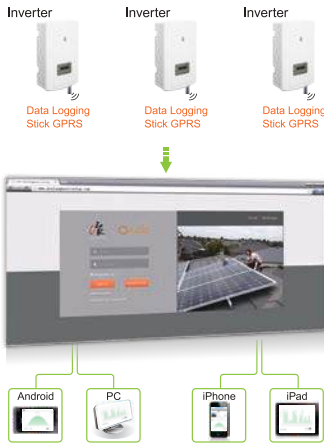 Inverter Inverter Inverter
Data Logging Data Logging Data Logging
Stick GPRS Stick GPRS Stick GPRS
Android PC iPhone iPad